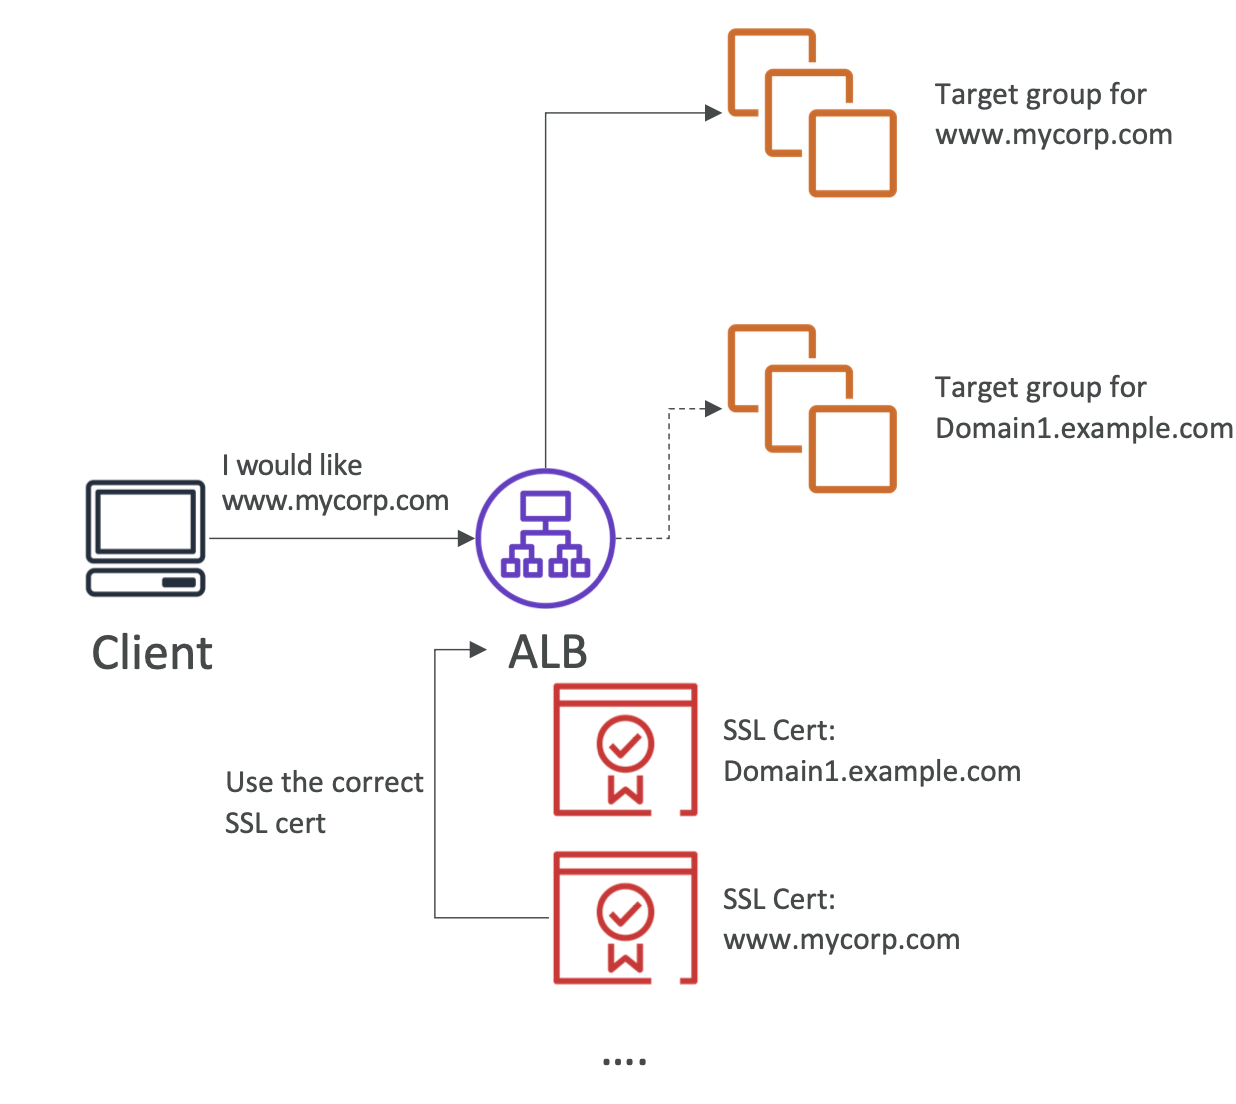 Target group for
www.mycorp.com
Target group for
Domain1.example.com
I would like
www.mycorp.com
Client
ALB
SSL Cert:
Domain1.example.com
Use the correct
SSL cert
SSL Cert:
www.mycorp.com
....